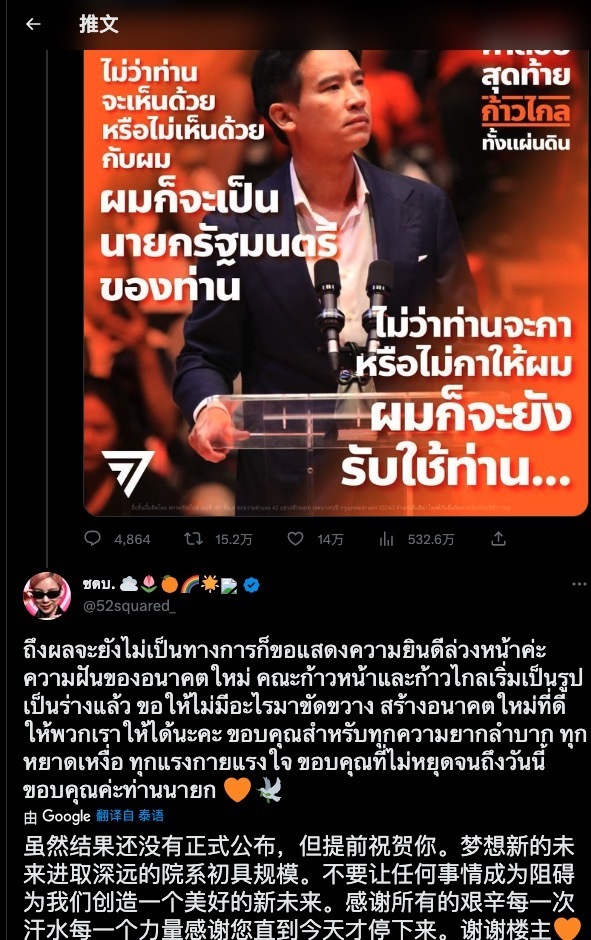 推文
ไม่ว่าท่าน
จะเห็นด้วย
หรือไม่เห็นด้วย
กับผม
ผมก็จะเป็น
นายกรัฐมนตรี
ของท่าน
สุดท้าย
ก้าวไกล
ทั้งแผ่นดิน
ไม่ว่าท่านจะกา
หรือไม่กาให้ผม
ผมก็จะยัง
รับใช้ท่าน...
4,864 15.2万 14万 532.6万
ซตบ. ☁️🌷🍊🌈☀️
@52squared_
ถึงผลจะยังไม่เป็นทางการก็ขอแสดงความยินดีล่วงหน้าค่ะ
ความฝันของอนาคตใหม่ คณะก้าวหน้าและก้าวไกลเริ่มเป็นรูป
เป็นร่างแล้ว ขอให้ไม่มีอะไรมาขัดขวาง สร้างอนาคตใหม่ที่ดี
ให้พวกเราให้ได้นะคะ ขอบคุณสำหรับทุกความยากลำบาก ทุก
หยาดเหงื่อ ทุกแรงกายแรงใจ ขอบคุณที่ไม่หยุดจนถึงวันนี้
ขอบคุณค่ะท่านนายก 🧡 🕊️
由 Google 翻译自 泰语
虽然结果还没有正式公布，但提前祝贺你。梦想新的未
来进取深远的院系初具规模。不要让任何事情成为阻碍
为我们创造一个美好的新未来。感谢所有的艰辛每一次
汗水每一个力量感谢您直到今天才停下来。谢谢楼主🧡